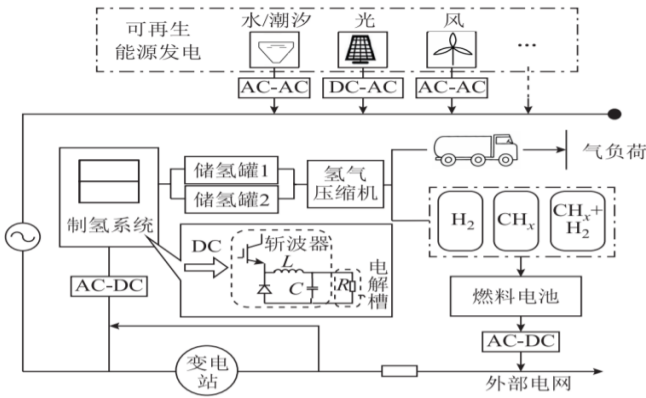 可再生
能源发电
水/潮汐
光
风
...
AC-AC
DC-AC
AC-AC
制氢系统
储氢罐1
储氢罐2
氢气
压缩机
气负荷
H₂
CHₓ
CHₓ+
H₂
DC
斩波器
L
C
R
电
解
槽
AC-DC
燃料电池
AC-DC
变电
站
外部电网